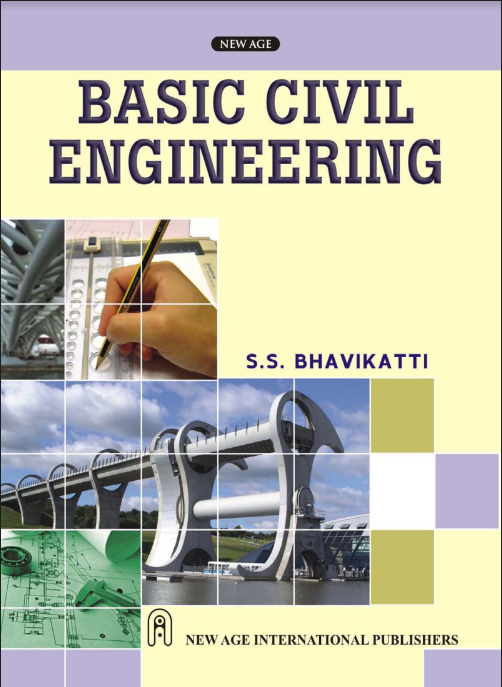 NEW AGE
BASIC CIVIL
ENGINEERING
S.S. BHAVIKATTI
NEW AGE INTERNATIONAL PUBLISHERS